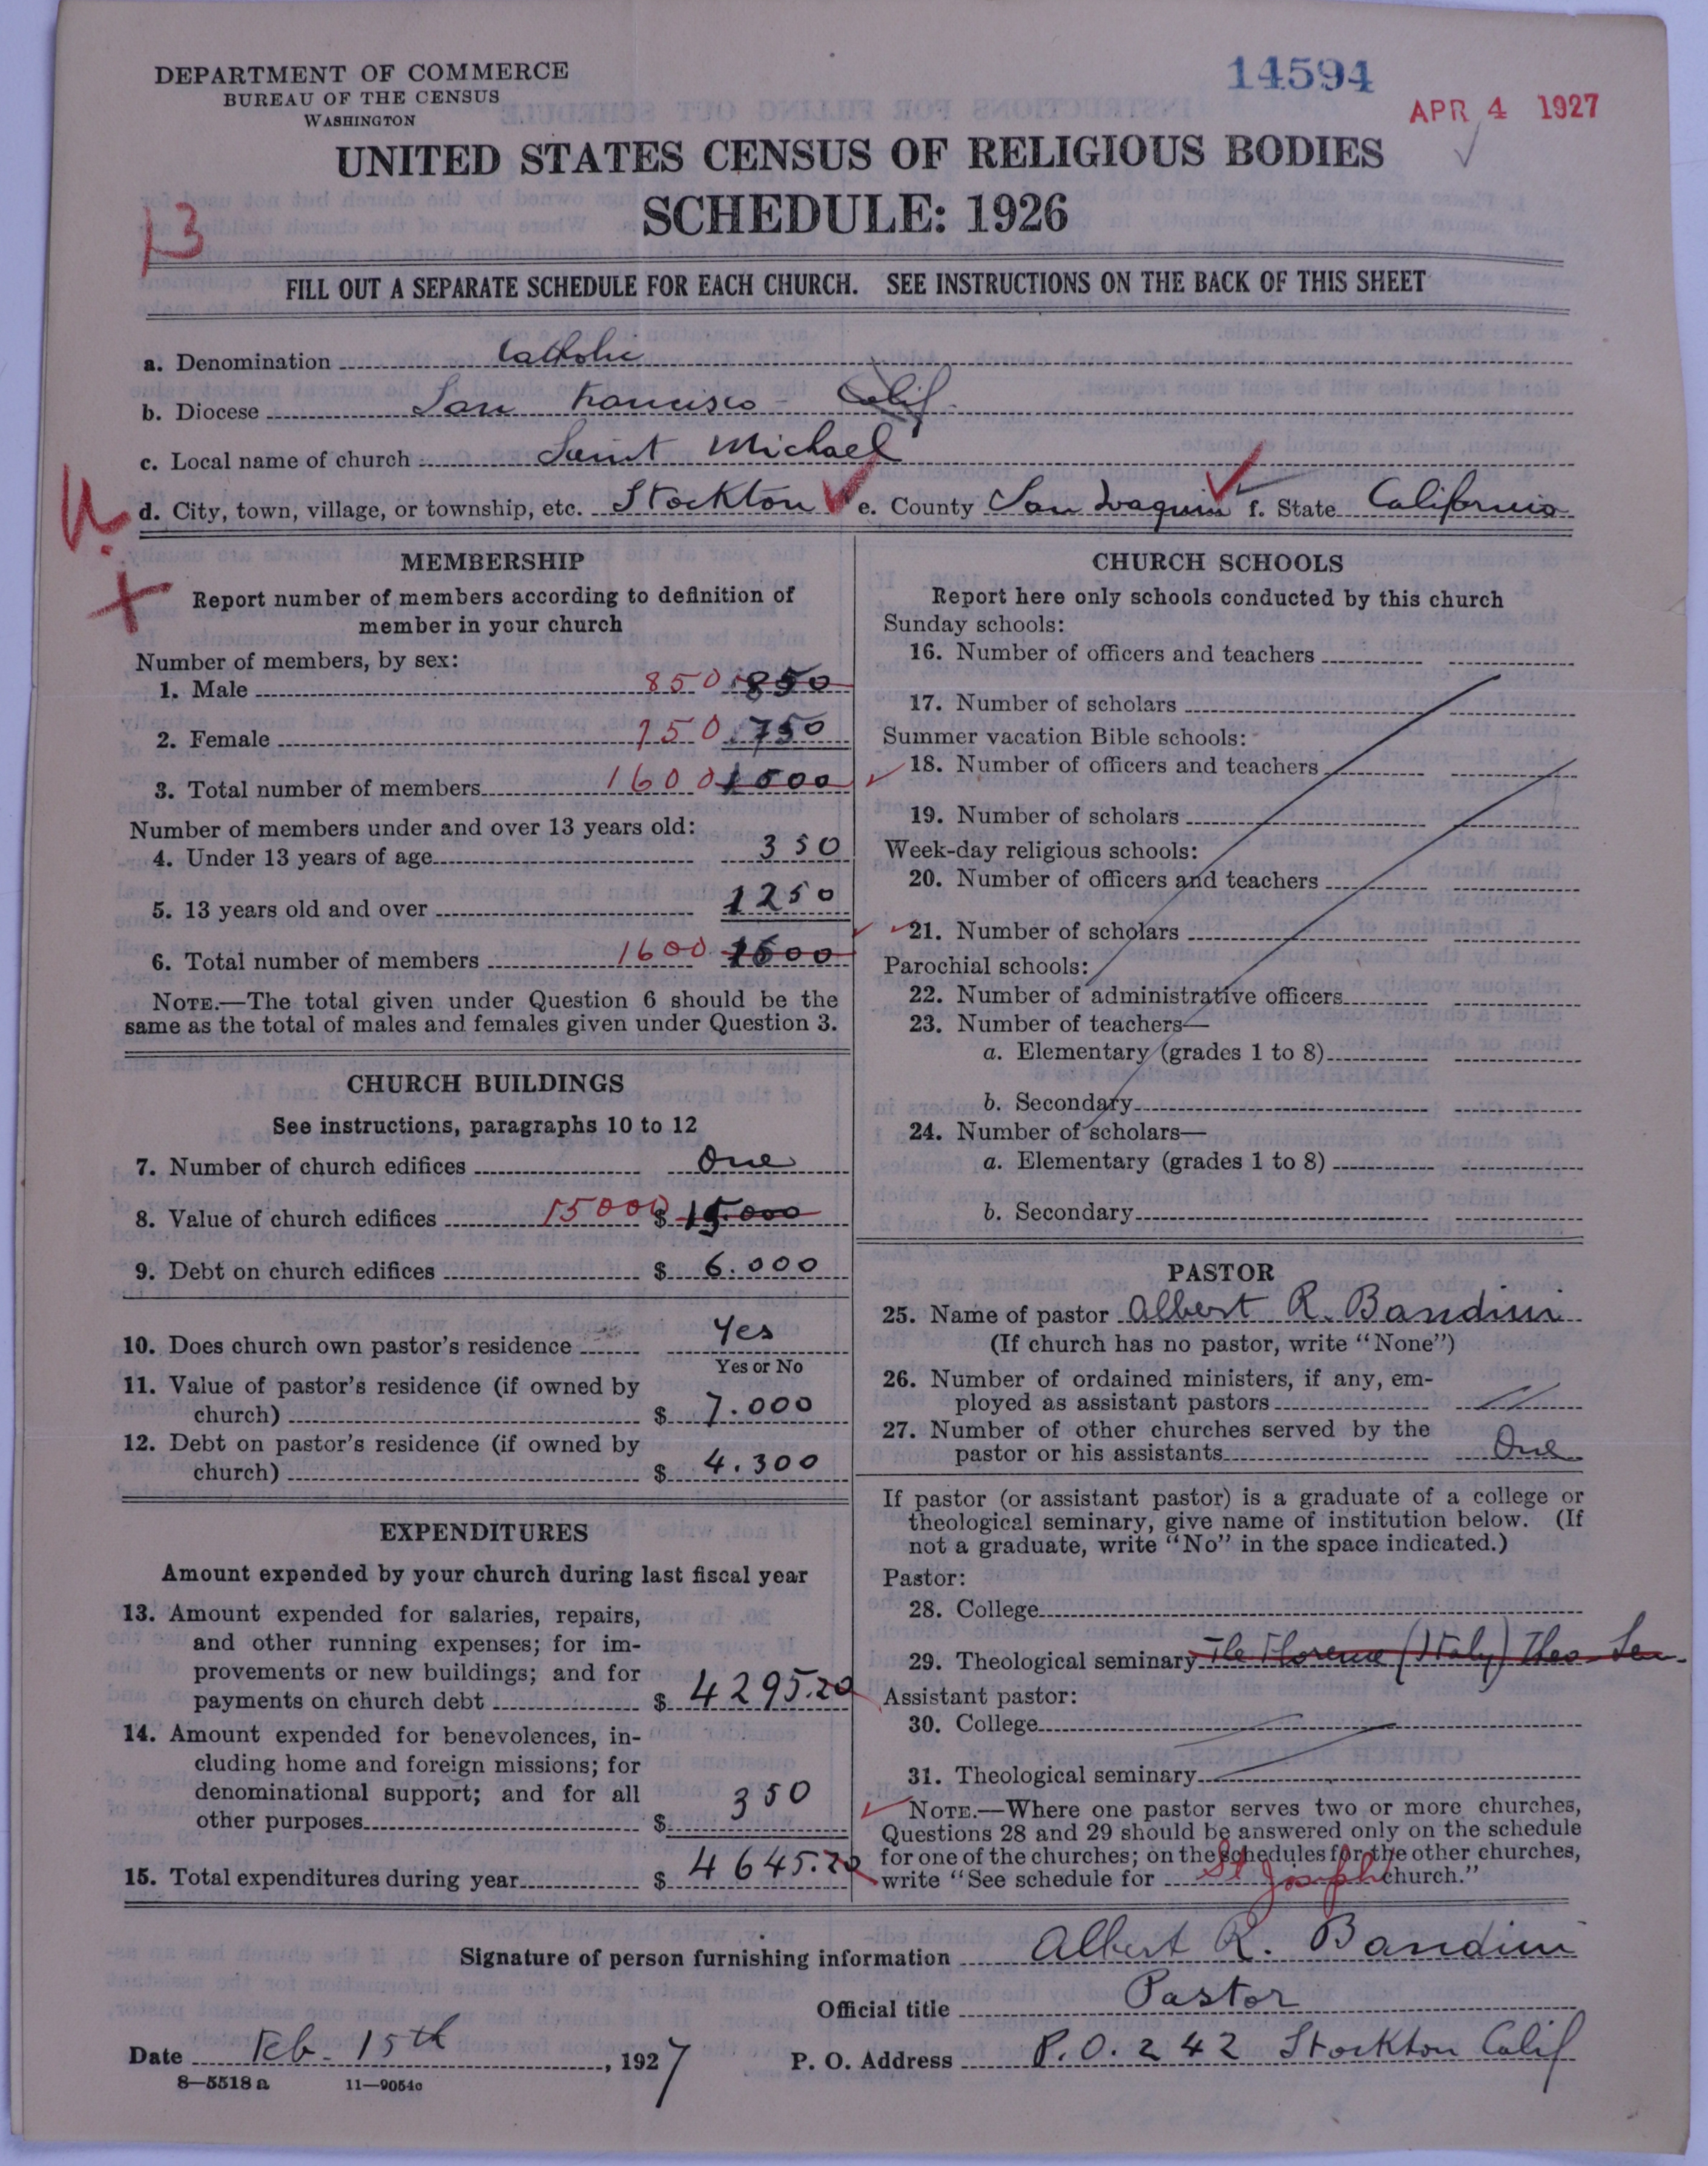 DEPARTMENT OF COMMERCE
BUREAU OF THE CENSUS
WASHINGTON
14594
APR 4 1927
UNITED STATES CENSUS OF RELIGIOUS BODIES
SCHEDULE: 1926
13
FILL OUT A SEPARATE SCHEDULE FOR EACH CHURCH. SEE INSTRUCTIONS ON THE BACK OF THIS SHEET
a. Denomination Catholic
b. Diocese San Francisco - Calif.
c. Local name of church Saint Michael
d. City, town, village, or township, etc. Stockton e. County San Joaquin f. State California
MEMBERSHIP
Report number of members according to definition of
member in your church
Number of members, by sex:
1. Male 850 850
2. Female 750 750
3. Total number of members 1600 1600
Number of members under and over 13 years old:
4. Under 13 years of age 350
5. 13 years old and over 1250
6. Total number of members 1600 1600
NOTE.—The total given under Question 6 should be the
same as the total of males and females given under Question 3.
CHURCH BUILDINGS
See instructions, paragraphs 10 to 12
7. Number of church edifices One
8. Value of church edifices 15000 $ 15.000
9. Debt on church edifices $ 6.000
10. Does church own pastor's residence Yes
Yes or No
11. Value of pastor's residence (if owned by
church) $ 7.000
12. Debt on pastor's residence (if owned by
church) $ 4.300
EXPENDITURES
Amount expended by your church during last fiscal year
13. Amount expended for salaries, repairs,
and other running expenses; for im-
provements or new buildings; and for
payments on church debt $ 4295.20
14. Amount expended for benevolences, in-
cluding home and foreign missions; for
denominational support; and for all
other purposes $ 350
15. Total expenditures during year $ 4645.20
CHURCH SCHOOLS
Report here only schools conducted by this church
Sunday schools:
16. Number of officers and teachers
17. Number of scholars
Summer vacation Bible schools:
18. Number of officers and teachers
19. Number of scholars
Week-day religious schools:
20. Number of officers and teachers
21. Number of scholars
Parochial schools:
22. Number of administrative officers
23. Number of teachers—
a. Elementary (grades 1 to 8)
b. Secondary
24. Number of scholars—
a. Elementary (grades 1 to 8)
b. Secondary
PASTOR
25. Name of pastor Albert R. Bandini
(If church has no pastor, write "None")
26. Number of ordained ministers, if any, em-
ployed as assistant pastors
27. Number of other churches served by the
pastor or his assistants One
If pastor (or assistant pastor) is a graduate of a college or
theological seminary, give name of institution below. (If
not a graduate, write "No" in the space indicated.)
Pastor:
28. College
29. Theological seminary The Florence (Italy) Theo. Sem.
Assistant pastor:
30. College
31. Theological seminary
NOTE.—Where one pastor serves two or more churches,
Questions 28 and 29 should be answered only on the schedule
for one of the churches; on the schedules for the other churches,
write "See schedule for St Joseph church."
Signature of person furnishing information Albert R. Bandini
Official title Pastor
Date Feb. 15th, 1927 P. O. Address P.O. 242 Stockton Calif
8—5518 a 11—9054c